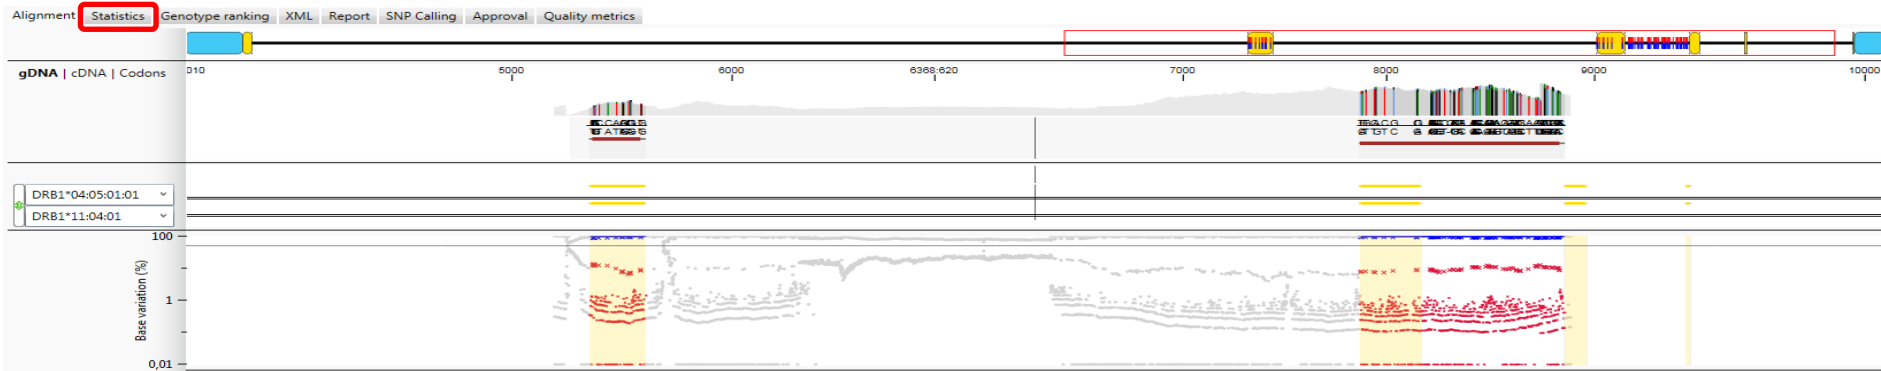 Alignment Statistics Genotype ranking XML Report SNP Calling Approval Quality metrics
gDNA | cDNA | Codons
010 5000 6000 6368:620 7000 8000 9000 10000
DRB1*04:05:01:01
DRB1*11:04:01
Base variation (%)
100
1
0,01